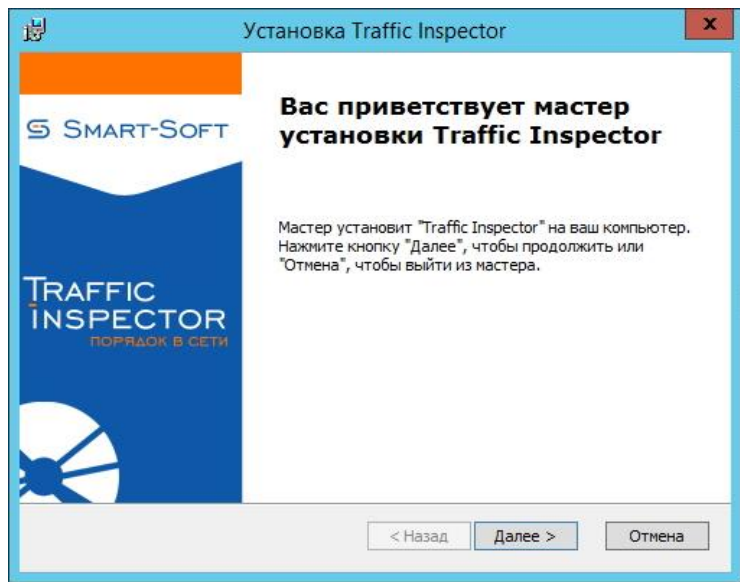 Установка Traffic Inspector
x
SMART-SOFT
Вас приветствует мастер
установки Traffic Inspector
Мастер установит "Traffic Inspector" на ваш компьютер.
Нажмите кнопку "Далее", чтобы продолжить или
"Отмена", чтобы выйти из мастера.
TRAFFIC
INSPECTOR
ПОРЯДОК В СЕТИ
< Назад Далее > Отмена